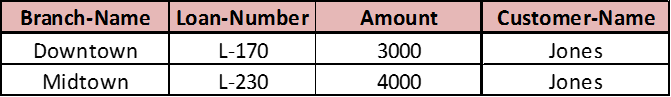 Branch-Name Loan-Number Amount Customer-Name
Downtown L-170 3000 Jones
Midtown L-230 4000 Jones